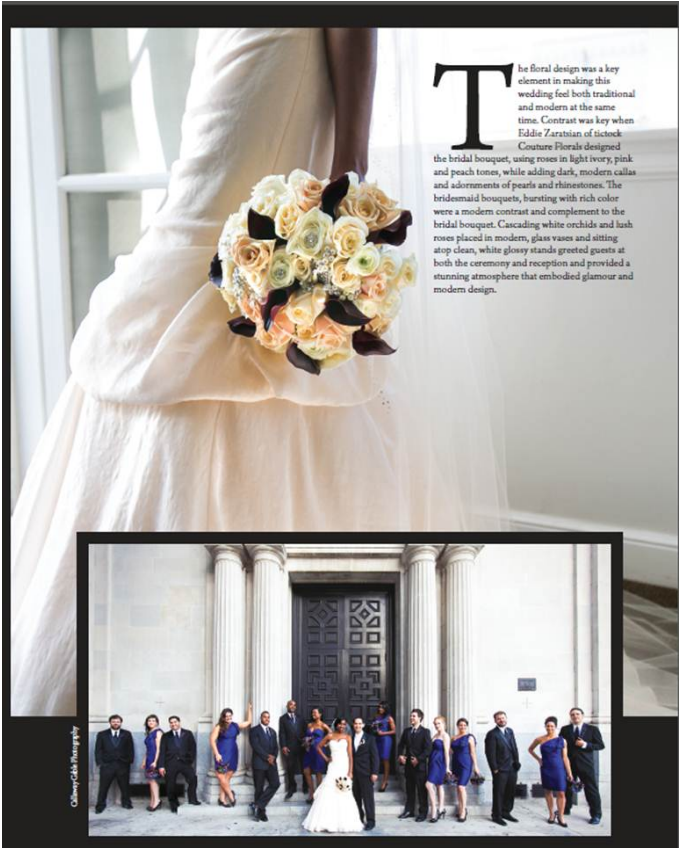 The floral design was a key
element in making this
wedding feel both traditional
and modern at the same
time. Contrast was key when
Eddie Zaratsian of tictock
Couture Florals designed
the bridal bouquet, using roses in light ivory, pink
and peach tones, while adding dark, modern callas
and adornments of pearls and rhinestones. The
bridesmaid bouquets, bursting with rich color
were a modern contrast and complement to the
bridal bouquet. Cascading white orchids and lush
roses placed in modern, glass vases and sitting
atop clean, white glossy stands greeted guests at
both the ceremony and reception and provided a
stunning atmosphere that embodied glamour and
modern design.
Callaway Gable Photography